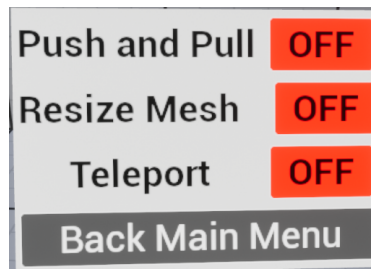 Push and Pull OFF
Resize Mesh OFF
Teleport OFF
Back Main Menu